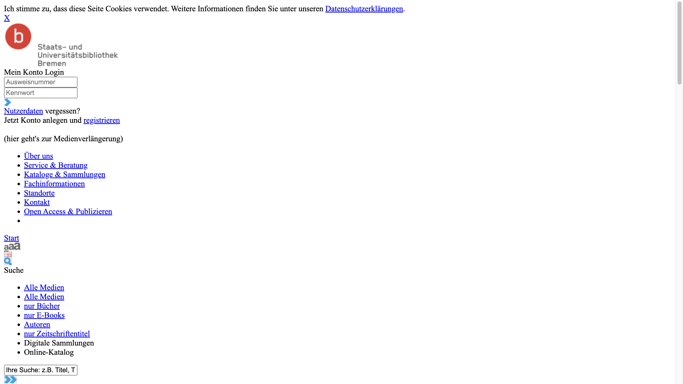 Ich stimme zu, dass diese Seite Cookies verwendet. Weitere Informationen finden Sie unter unseren Datenschutzerklärungen.
X
b
Staats- und
Universitätsbibliothek
Bremen
Mein Konto Login
Ausweisnummer
Kennwort
Nutzerdaten vergessen?
Jetzt Konto anlegen und registrieren
(hier geht's zur Medienverlängerung)
Über uns
Service & Beratung
Kataloge & Sammlungen
Fachinformationen
Standorte
Kontakt
Open Access & Publizieren
Start
aaa
Suche
Alle Medien
Alle Medien
nur Bücher
nur E-Books
Autoren
nur Zeitschriftentitel
Digitale Sammlungen
Online-Katalog
Ihre Suche: z.B. Titel, T